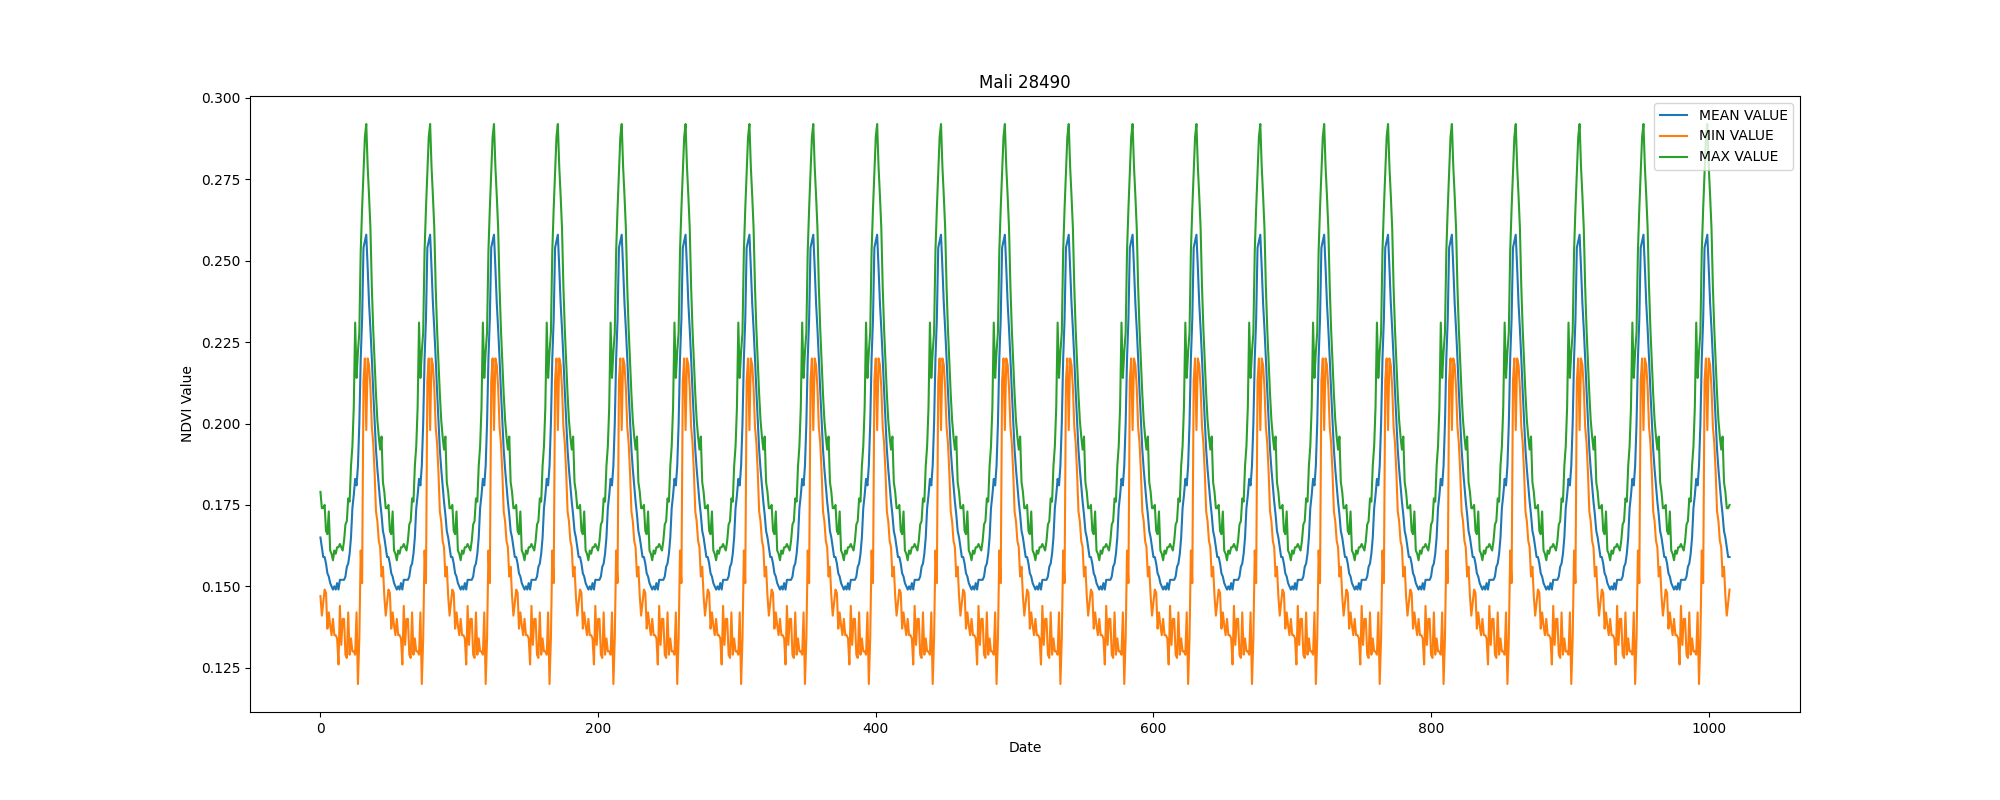 Mali 28490
0.300
0.275
0.250
0.225
0.200
0.175
0.150
0.125
NDVI Value
MEAN VALUE
MIN VALUE
MAX VALUE
0 200 400 600 800 1000
Date